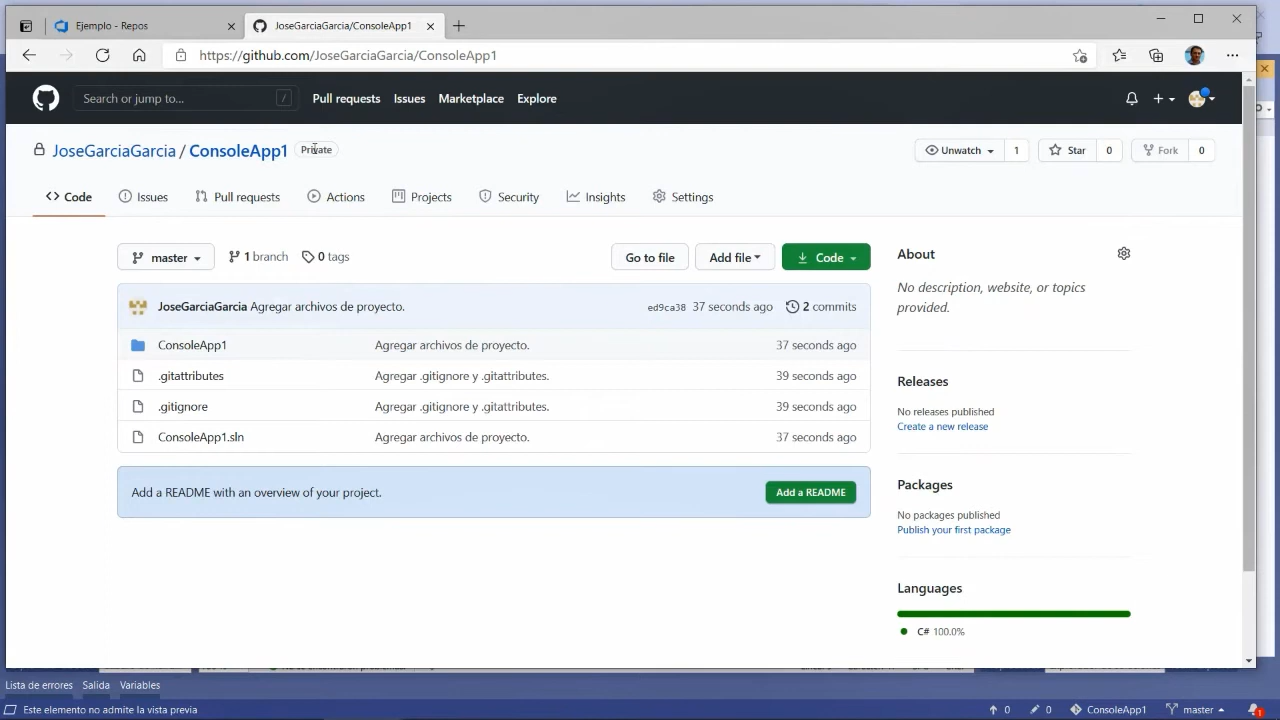 Ejemplo - Repos
JoseGarciaGarcia/ConsoleApp1
https://github.com/JoseGarciaGarcia/ConsoleApp1
Search or jump to... /
Pull requests Issues Marketplace Explore
JoseGarciaGarcia / ConsoleApp1 Private
Unwatch 1 Star 0 Fork 0
Code Issues Pull requests Actions Projects Security Insights Settings
master 1 branch 0 tags Go to file Add file Code
JoseGarciaGarcia Agregar archivos de proyecto. ed9ca38 37 seconds ago 2 commits
ConsoleApp1 Agregar archivos de proyecto. 37 seconds ago
.gitattributes Agregar .gitignore y .gitattributes. 39 seconds ago
.gitignore Agregar .gitignore y .gitattributes. 39 seconds ago
ConsoleApp1.sln Agregar archivos de proyecto. 37 seconds ago
Add a README with an overview of your project. Add a README
About
No description, website, or topics
provided.
Releases
No releases published
Create a new release
Packages
No packages published
Publish your first package
Languages
C# 100.0%
Lista de errores Salida Variables
Este elemento no admite la vista previa 0 0 ConsoleApp1 master 1